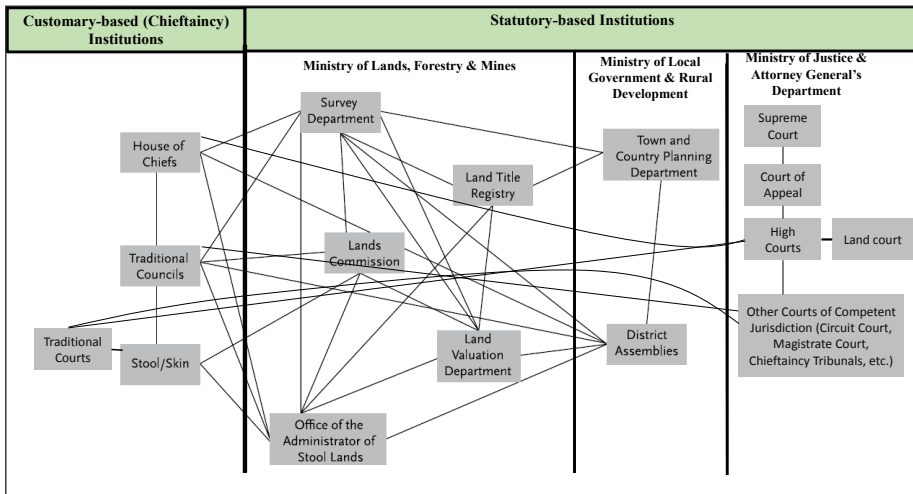 Customary-based (Chieftaincy)
Institutions
Statutory-based Institutions
Ministry of Lands, Forestry & Mines
Ministry of Local
Government & Rural
Development
Ministry of Justice &
Attorney General's
Department
Survey
Department
House of
Chiefs
Land Title
Registry
Town and
Country Planning
Department
Supreme
Court
Court of
Appeal
High
Courts
Land court
Lands
Commission
Traditional
Councils
Traditional
Courts
Stool/Skin
Land
Valuation
Department
District
Assemblies
Other Courts of Competent
Jurisdiction (Circuit Court,
Magistrate Court,
Chieftaincy Tribunals, etc.)
Office of the
Administrator of
Stool Lands